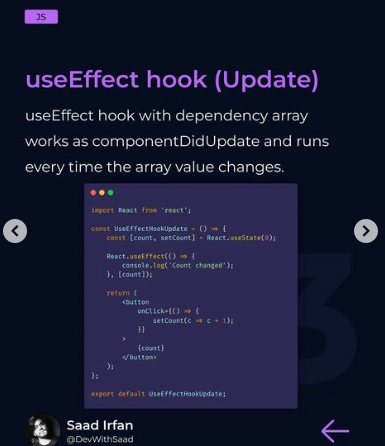 JS
useEffect hook (Update)
useEffect hook with dependency array
works as componentDidUpdate and runs
every time the array value changes.
import React from 'react';
const UseEffectHookUpdate = () ⇒ {
const [count, setCount] = React.useState(0);
React.useEffect(() ⇒ {
console.log('Count changed');
}, [count]);
return (
<button
onClick={() ⇒ {
setCount(c ⇒ c + 1);
}}
>
{count}
</button>
);
};
export default UseEffectHookUpdate;
3
Saad Irfan
@DevWithSaad